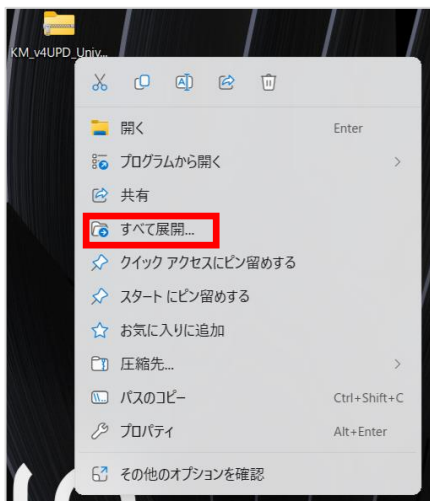 KM_v4UPD_Univ...
開く Enter
プログラムから開く
共有
すべて展開...
クイック アクセスにピン留めする
スタート にピン留めする
お気に入りに追加
圧縮先...
パスのコピー Ctrl+Shift+C
プロパティ Alt+Enter
その他のオプションを確認